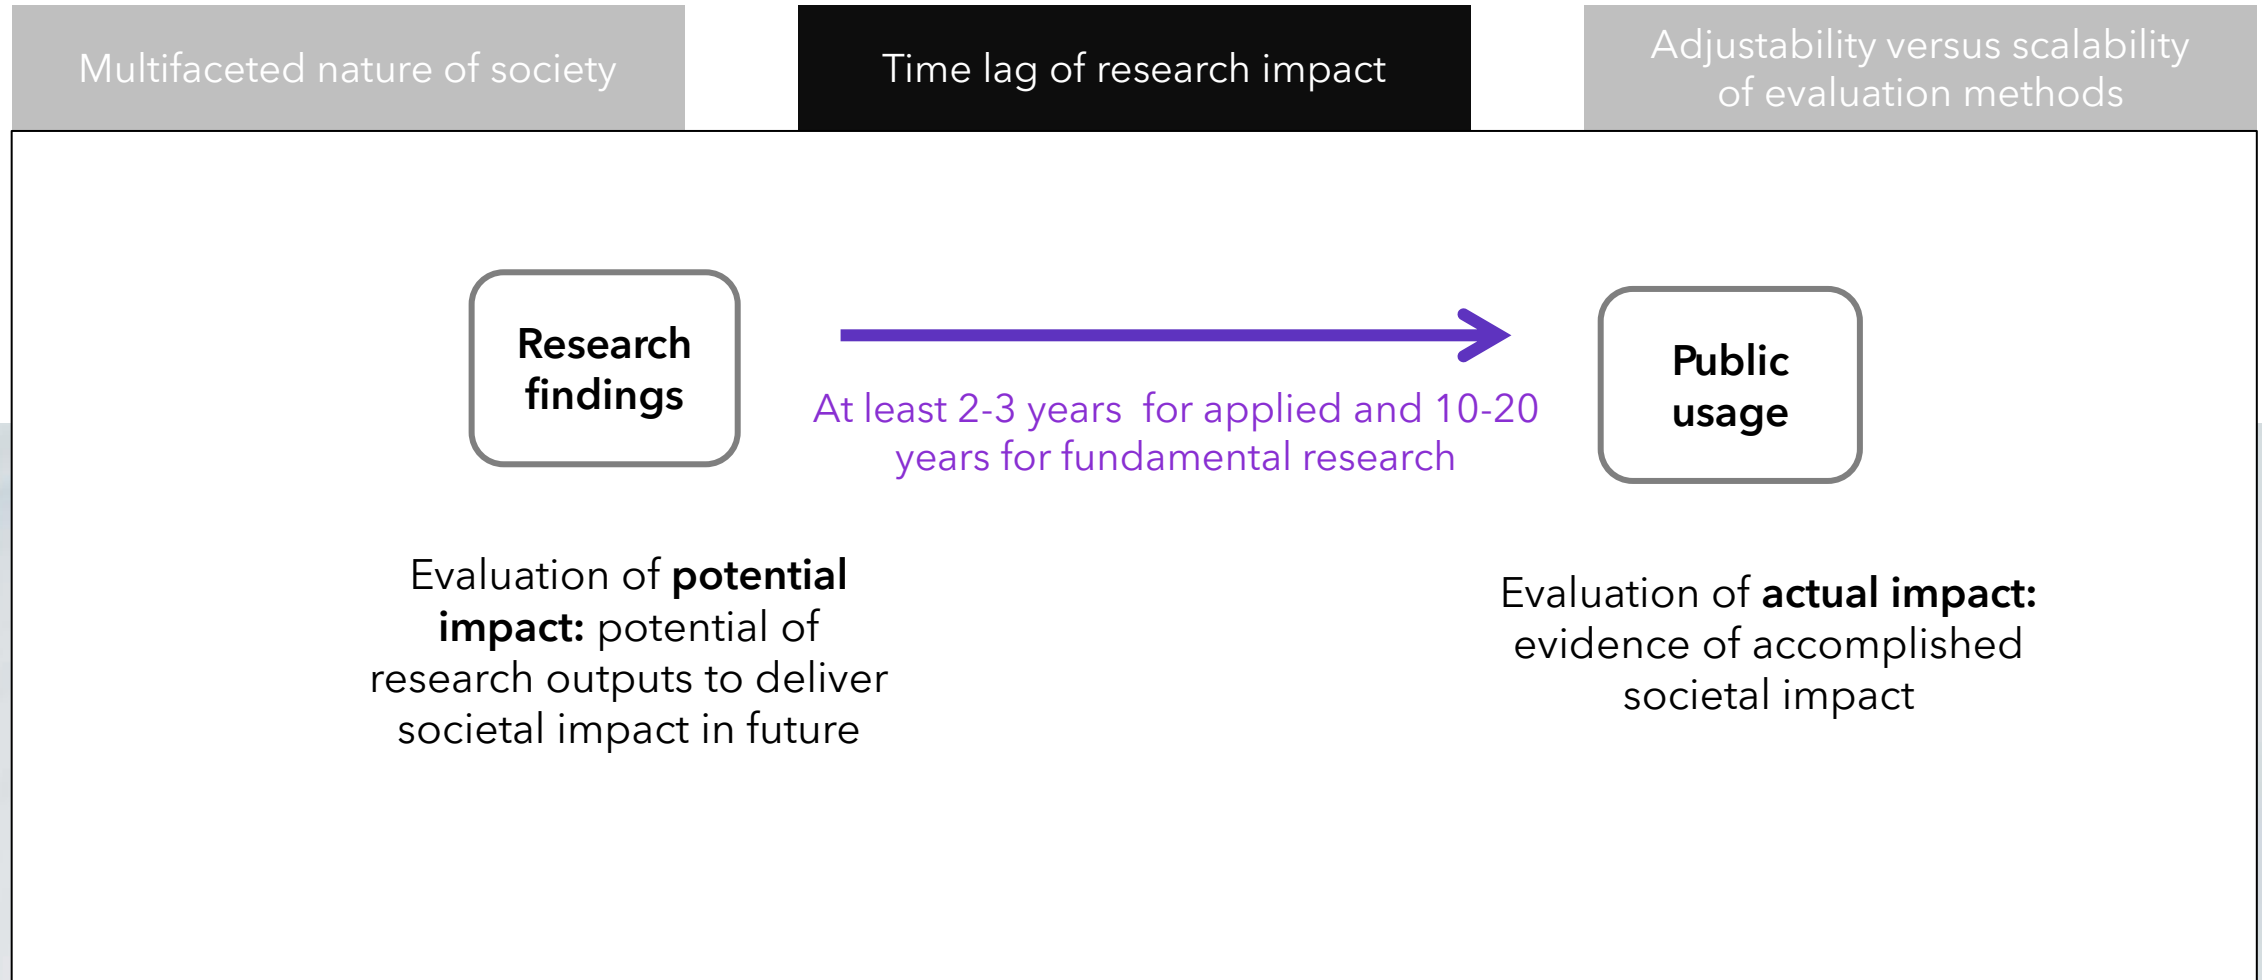 Multifaceted nature of society
Time lag of research impact
Adjustability versus scalability
of evaluation methods
Research
findings
At least 2-3 years  for applied and 10-20
years for fundamental research
Public
usage
Evaluation of potential
impact: potential of
research outputs to deliver
societal impact in future
Evaluation of actual impact:
evidence of accomplished
societal impact